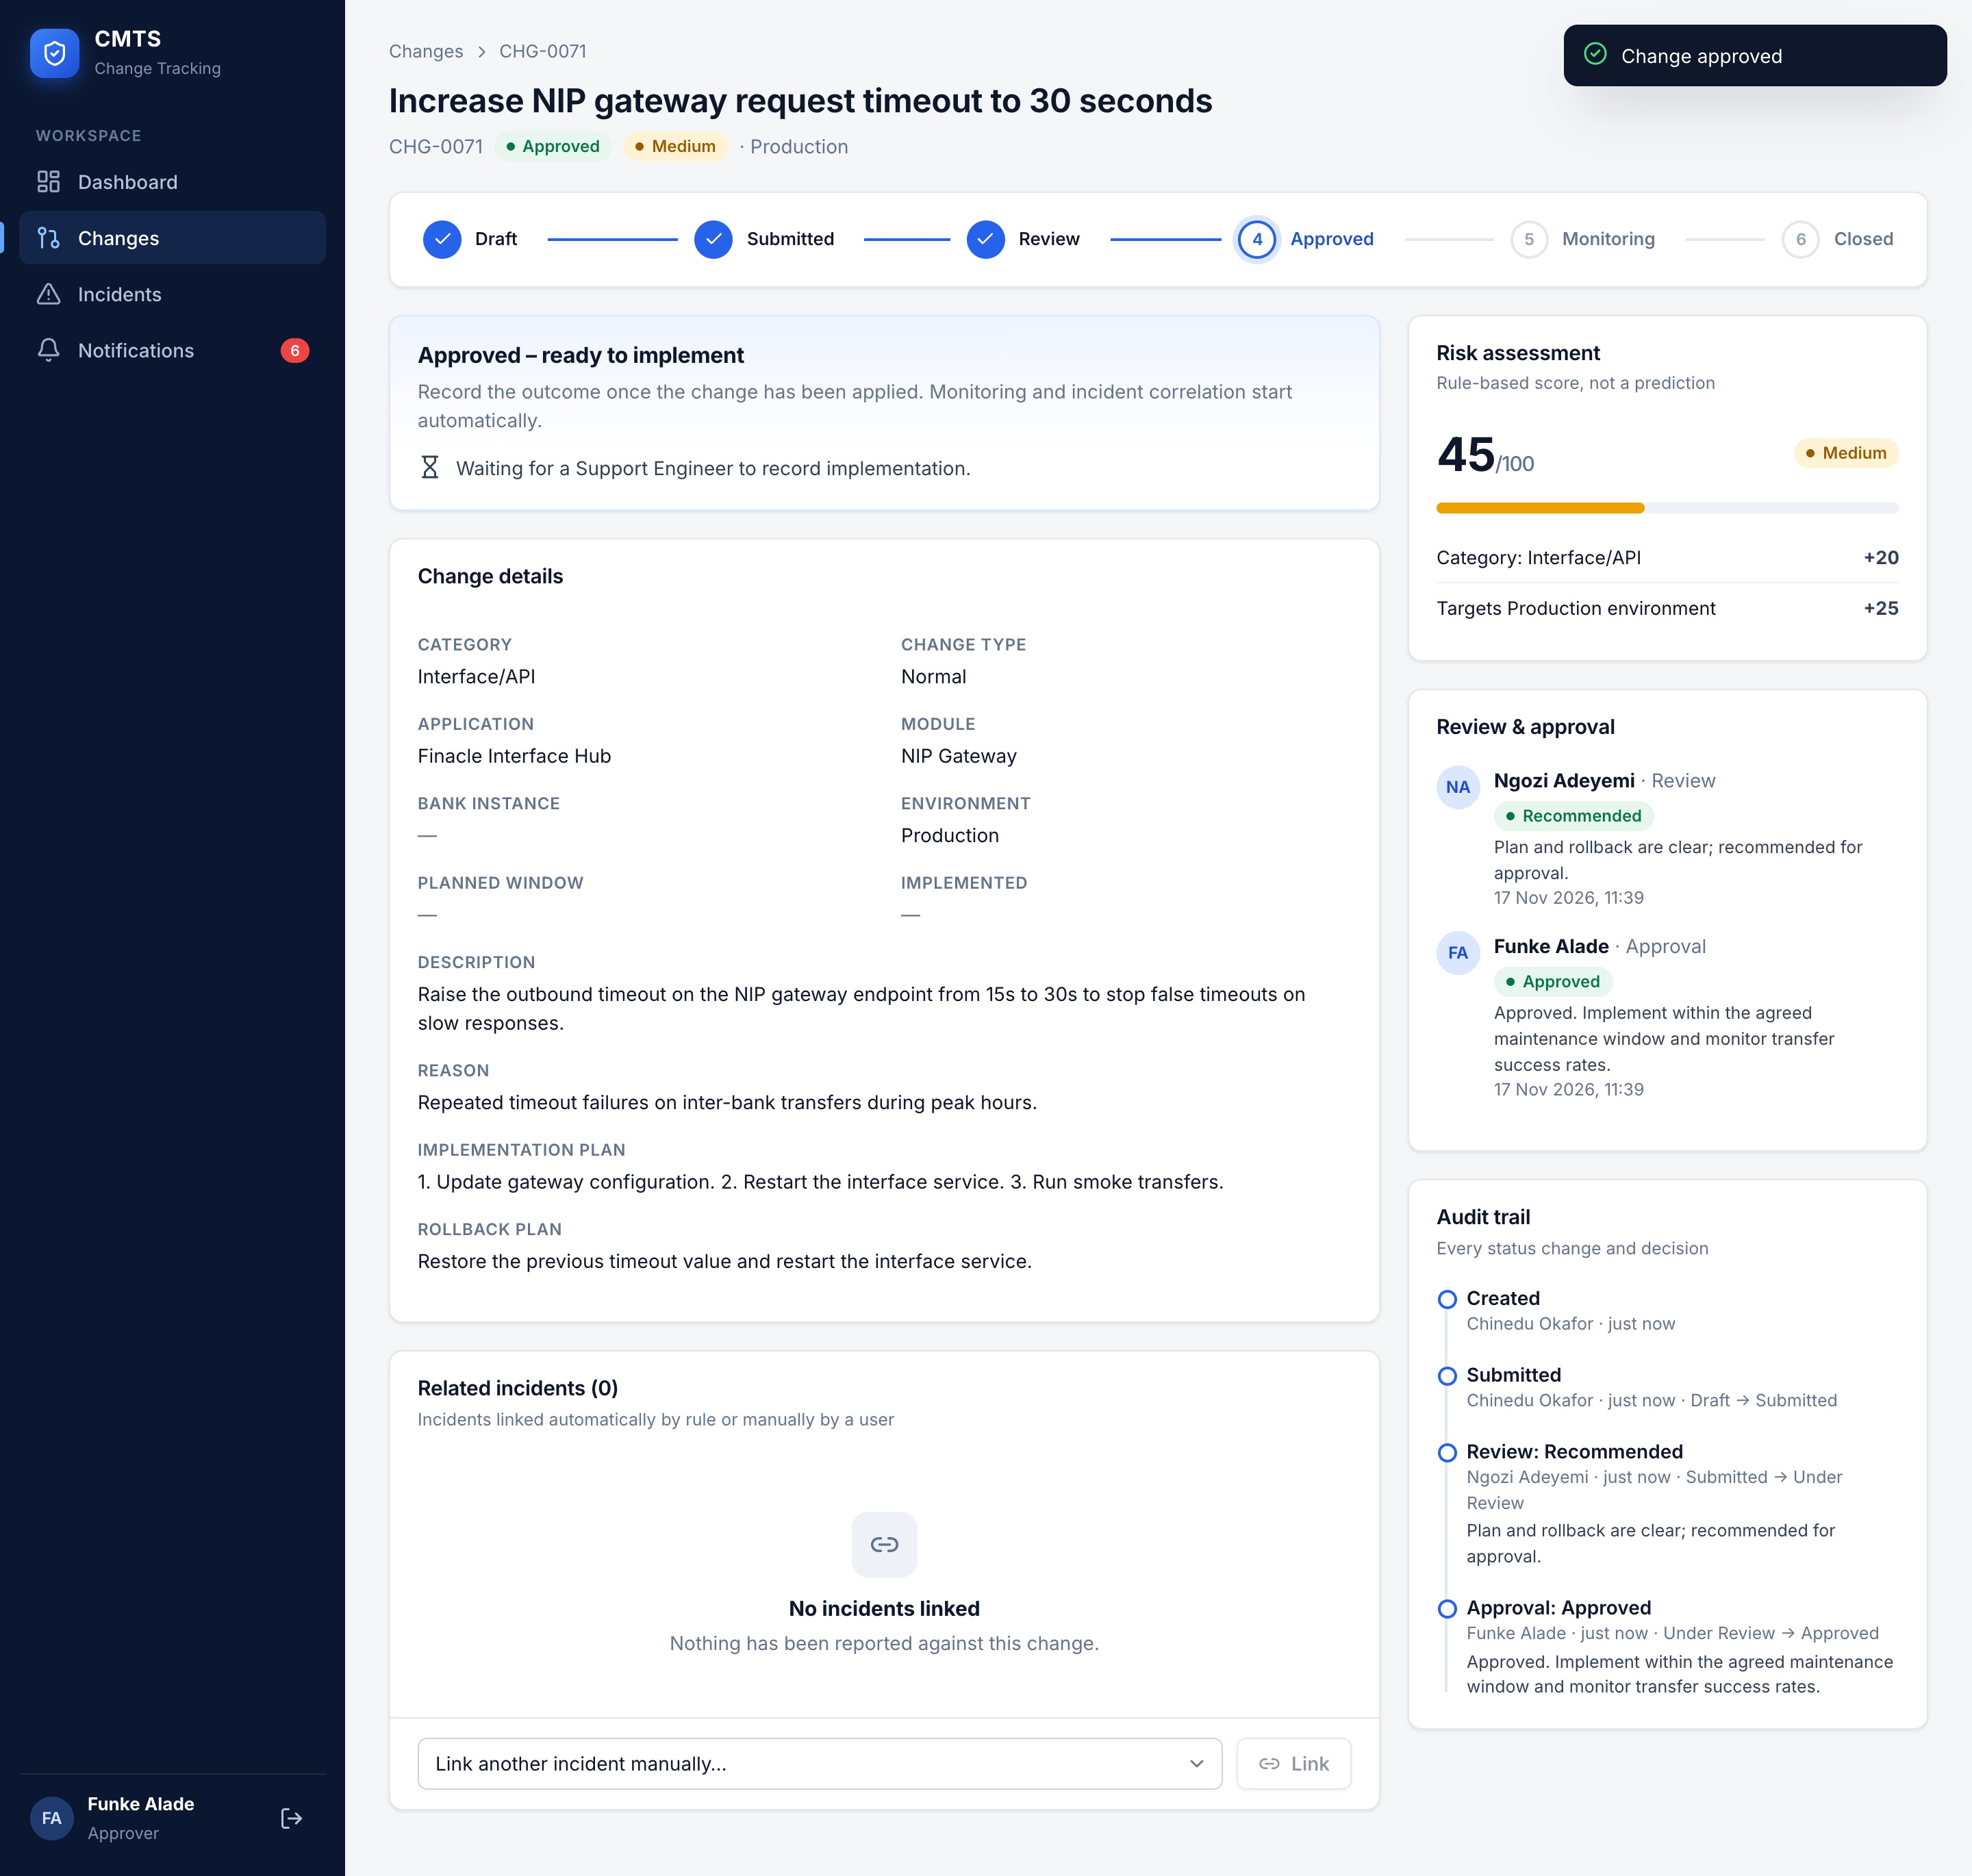 CMTS
Change Tracking
WORKSPACE
Dashboard
Changes
Incidents
Notifications
6
FA
Funke Alade
Approver
Changes > CHG-0071
Change approved
Increase NIP gateway request timeout to 30 seconds
CHG-0071
Approved
Medium
· Production
Draft
Submitted
Review
4 Approved
5 Monitoring
6 Closed
Approved – ready to implement
Record the outcome once the change has been applied. Monitoring and incident correlation start
automatically.
Waiting for a Support Engineer to record implementation.
Change details
CATEGORY
Interface/API
CHANGE TYPE
Normal
APPLICATION
Finacle Interface Hub
MODULE
NIP Gateway
BANK INSTANCE
—
ENVIRONMENT
Production
PLANNED WINDOW
—
IMPLEMENTED
—
DESCRIPTION
Raise the outbound timeout on the NIP gateway endpoint from 15s to 30s to stop false timeouts on
slow responses.
REASON
Repeated timeout failures on inter-bank transfers during peak hours.
IMPLEMENTATION PLAN
1. Update gateway configuration. 2. Restart the interface service. 3. Run smoke transfers.
ROLLBACK PLAN
Restore the previous timeout value and restart the interface service.
Related incidents (0)
Incidents linked automatically by rule or manually by a user
No incidents linked
Nothing has been reported against this change.
Link another incident manually...
Link
Risk assessment
Rule-based score, not a prediction
45/100
Medium
Category: Interface/API +20
Targets Production environment +25
Review & approval
NA
Ngozi Adeyemi · Review
Recommended
Plan and rollback are clear; recommended for
approval.
17 Nov 2026, 11:39
FA
Funke Alade · Approval
Approved
Approved. Implement within the agreed
maintenance window and monitor transfer
success rates.
17 Nov 2026, 11:39
Audit trail
Every status change and decision
Created
Chinedu Okafor · just now
Submitted
Chinedu Okafor · just now · Draft → Submitted
Review: Recommended
Ngozi Adeyemi · just now · Submitted → Under
Review
Plan and rollback are clear; recommended for
approval.
Approval: Approved
Funke Alade · just now · Under Review → Approved
Approved. Implement within the agreed maintenance
window and monitor transfer success rates.